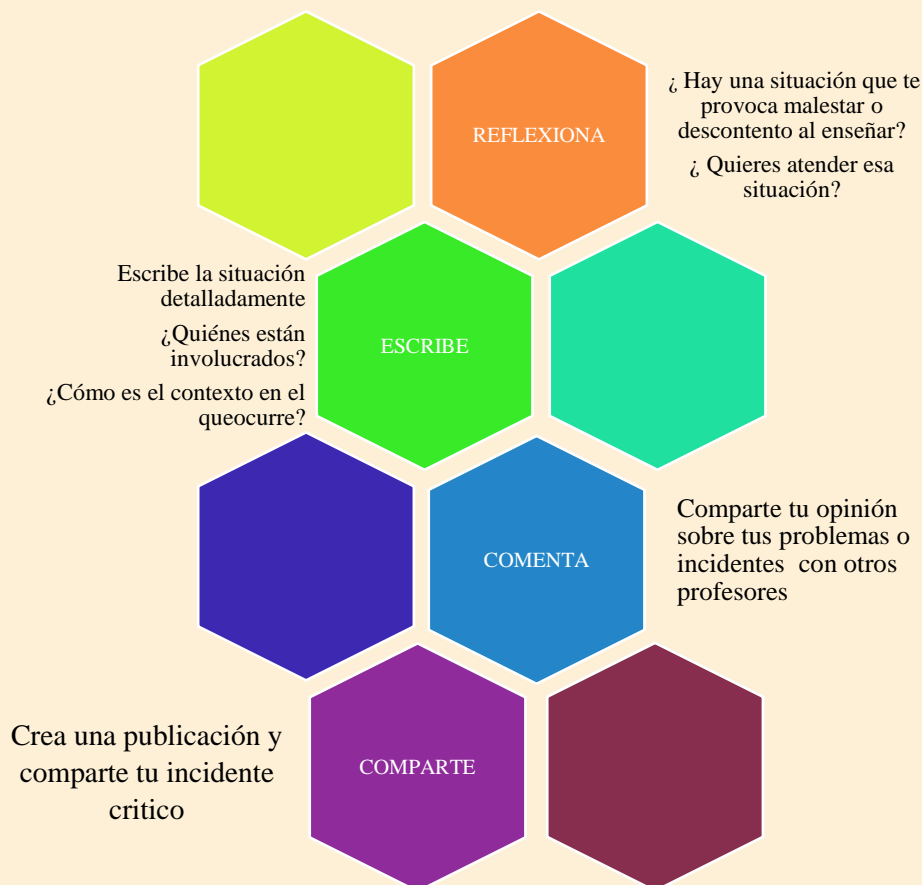 REFLEXIONA
¿ Hay una situación que te
provoca malestar o
descontento al enseñar?
¿ Quieres atender esa
situación?
Escribe la situación
detalladamente
¿Quiénes están
involucrados?
¿Cómo es el contexto en el
queocurre?
ESCRIBE
COMENTA
Comparte tu opinión
sobre tus problemas o
incidentes con otros
profesores
Crea una publicación y
comparte tu incidente
critico
COMPARTE